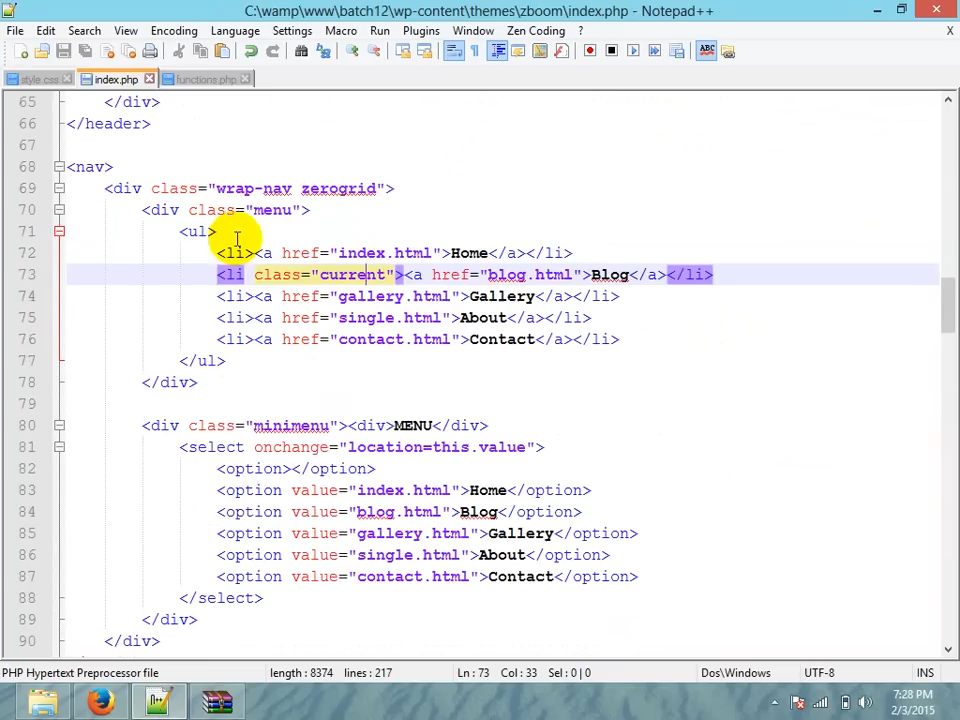 C:\wamp\www\batch12\wp-content\themes\zboom\index.php - Notepad++
File Edit Search View Encoding Language Settings Macro Run Plugins Window Zen Coding ? X
style.css index.php functions.php
65 </div>
66 </header>
67
68 <nav>
69 <div class="wrap-nav zerogrid">
70 <div class="menu">
71 <ul>
72 <li><a href="index.html">Home</a></li>
73 <li class="current"><a href="blog.html">Blog</a></li>
74 <li><a href="gallery.html">Gallery</a></li>
75 <li><a href="single.html">About</a></li>
76 <li><a href="contact.html">Contact</a></li>
77 </ul>
78 </div>
79
80 <div class="minimenu"><div>MENU</div>
81 <select onchange="location=this.value">
82 <option></option>
83 <option value="index.html">Home</option>
84 <option value="blog.html">Blog</option>
85 <option value="gallery.html">Gallery</option>
86 <option value="single.html">About</option>
87 <option value="contact.html">Contact</option>
88 </select>
89 </div>
90 </div>
PHP Hypertext Preprocessor file length : 8374 lines : 217 Ln : 73 Col : 33 Sel : 0 | 0 Dos\Windows UTF-8 INS
7:28 PM
2/3/2015